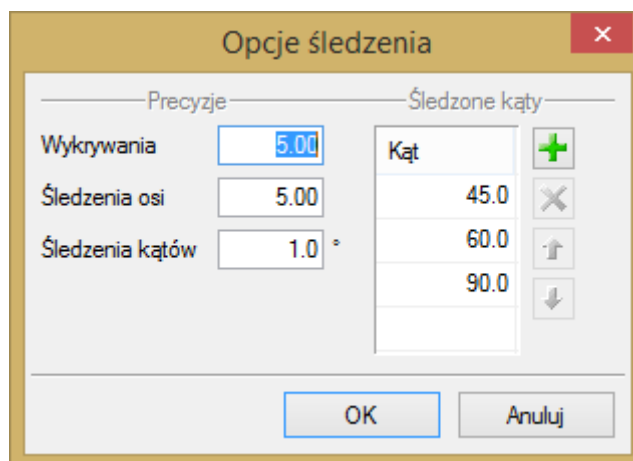 Opcje śledzenia
Precyzje
Śledzone kąty
Wykrywania 5.00
Kąt
Śledzenia osi 5.00
45.0
Śledzenia kątów 1.0 °
60.0
90.0
OK
Anuluj